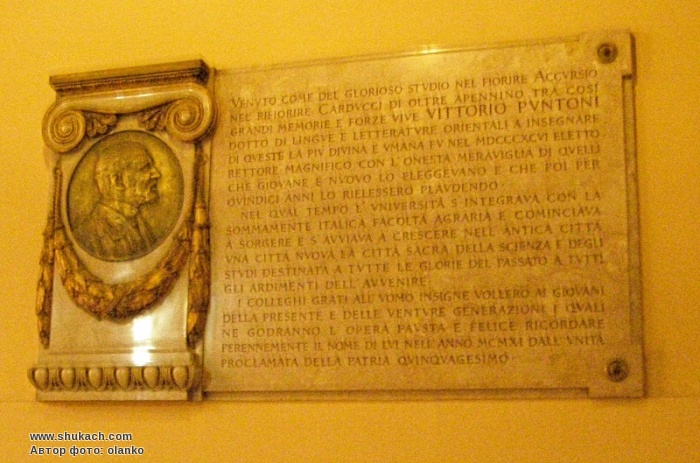 VENVTO COME DEL GLORIOSO STVDIO NEL FIORIRE ACCVRSIO
NEL RIFIORIRE CARDVCCI DI OLTRE APENNINO TRA COSÍ
GRANDI MEMORIE E FORZE VIVE VITTORIO PVNTONI
DOTTO DI LINGVE E LETTERATVRE ORIENTALI A INSEGNARE
DI QVESTE LA PIV DIVINA E VMANA FV NEL MDCCCXCVI ELETTO
RETTORE MAGNIFICO CON L'ONESTA MERAVIGLIA DI QVELLI
CHE GIOVANE E NVOVO LO ELEGGEVANO E CHE POI PER
QVINDICI ANNI LO RIELESSERO PLAVDENDO·
NEL QVAL TEMPO L'VNIVERSITÀ S'INTEGRAVA CON LA
SOMMAMENTE ITALICA FACOLTÀ AGRARIA E COMINCIAVA
A SORGERE E S'AVVIAVA A CRESCERE NELL'ANTICA CITTÀ
VNA CITTÀ NVOVA LA CITTÀ SACRA DELLA SCIENZA E DEGLI
STVDI DESTINATA A TVTTE LE GLORIE DEL PASSATO A TVTTI
GLI ARDIMENTI DELL'AVVENIRE·
I COLLEGHI GRATI ALL'VOMO INSIGNE VOLLERO AI GIOVANI
DELLA PRESENTE E DELLE VENTVRE GENERAZIONI I QVALI
NE GODRANNO L'OPERA FAVSTA E FELICE RICORDARE
PERENNEMENTE IL NOME DI LVI NELL'ANNO MCMXI DALL'VNITÀ
PROCLAMATA DELLA PATRIA QVINQVAGESIMO·
www.shukach.com
Автор фото: olanko